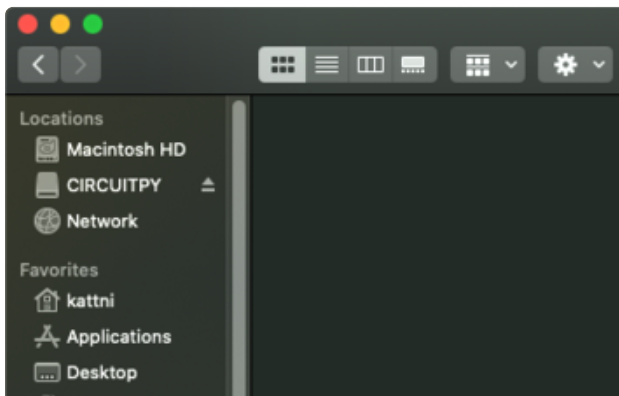 Locations
Macintosh HD
CIRCUITPY
Network
Favorites
kattni
Applications
Desktop